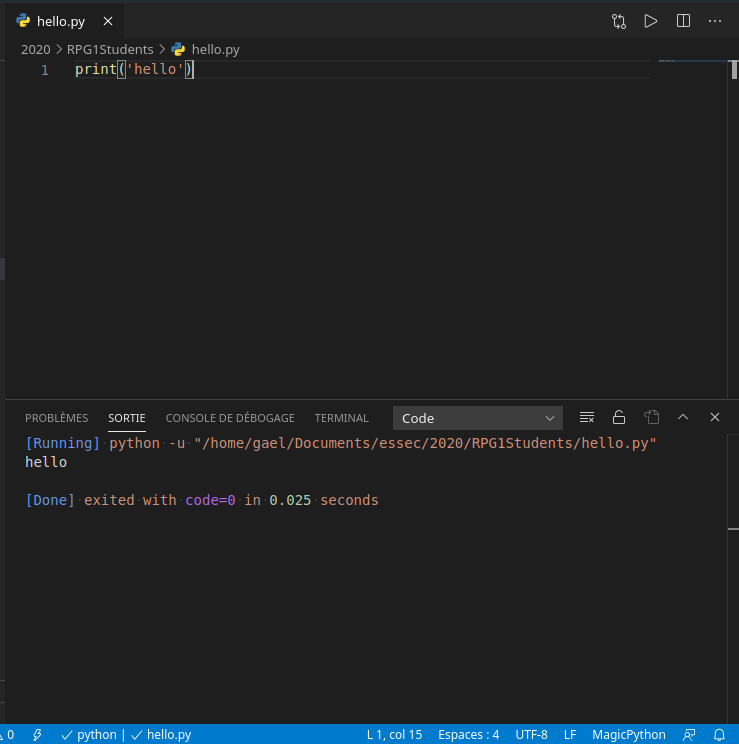 hello.py
2020 > RPG1Students > hello.py
1 print('hello')
PROBLÈMES SORTIE CONSOLE DE DÉBOGAGE TERMINAL Code
[Running] python -u "/home/gael/Documents/essec/2020/RPG1Students/hello.py"
hello
[Done] exited with code=0 in 0.025 seconds
0 python | hello.py L 1, col 15 Espaces : 4 UTF-8 LF MagicPython